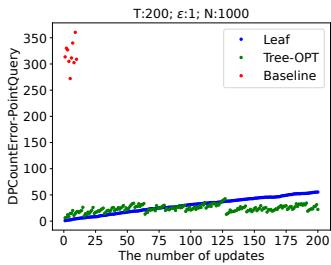 T:200; ε:1; N:1000
DPCountError-PointQuery
350
300
250
200
150
100
50
0
Leaf
Tree-OPT
Baseline
0 25 50 75 100 125 150 175 200
The number of updates